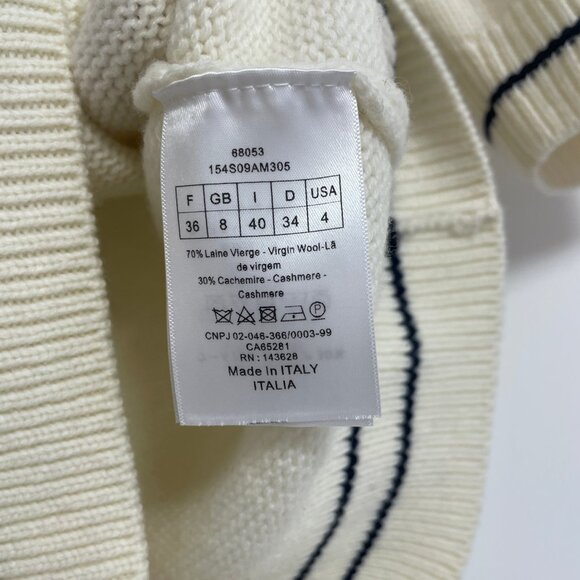 68053
154S09AM305
F GB I D USA
36 8 40 34 4
70% Laine Vierge - Virgin Wool-Lã
de virgem
30% Cachemire - Cashmere -
Cashmere
P
CNPJ 02-046-366/0003-99
CA65281
RN : 143628
Made In ITALY
ITALIA